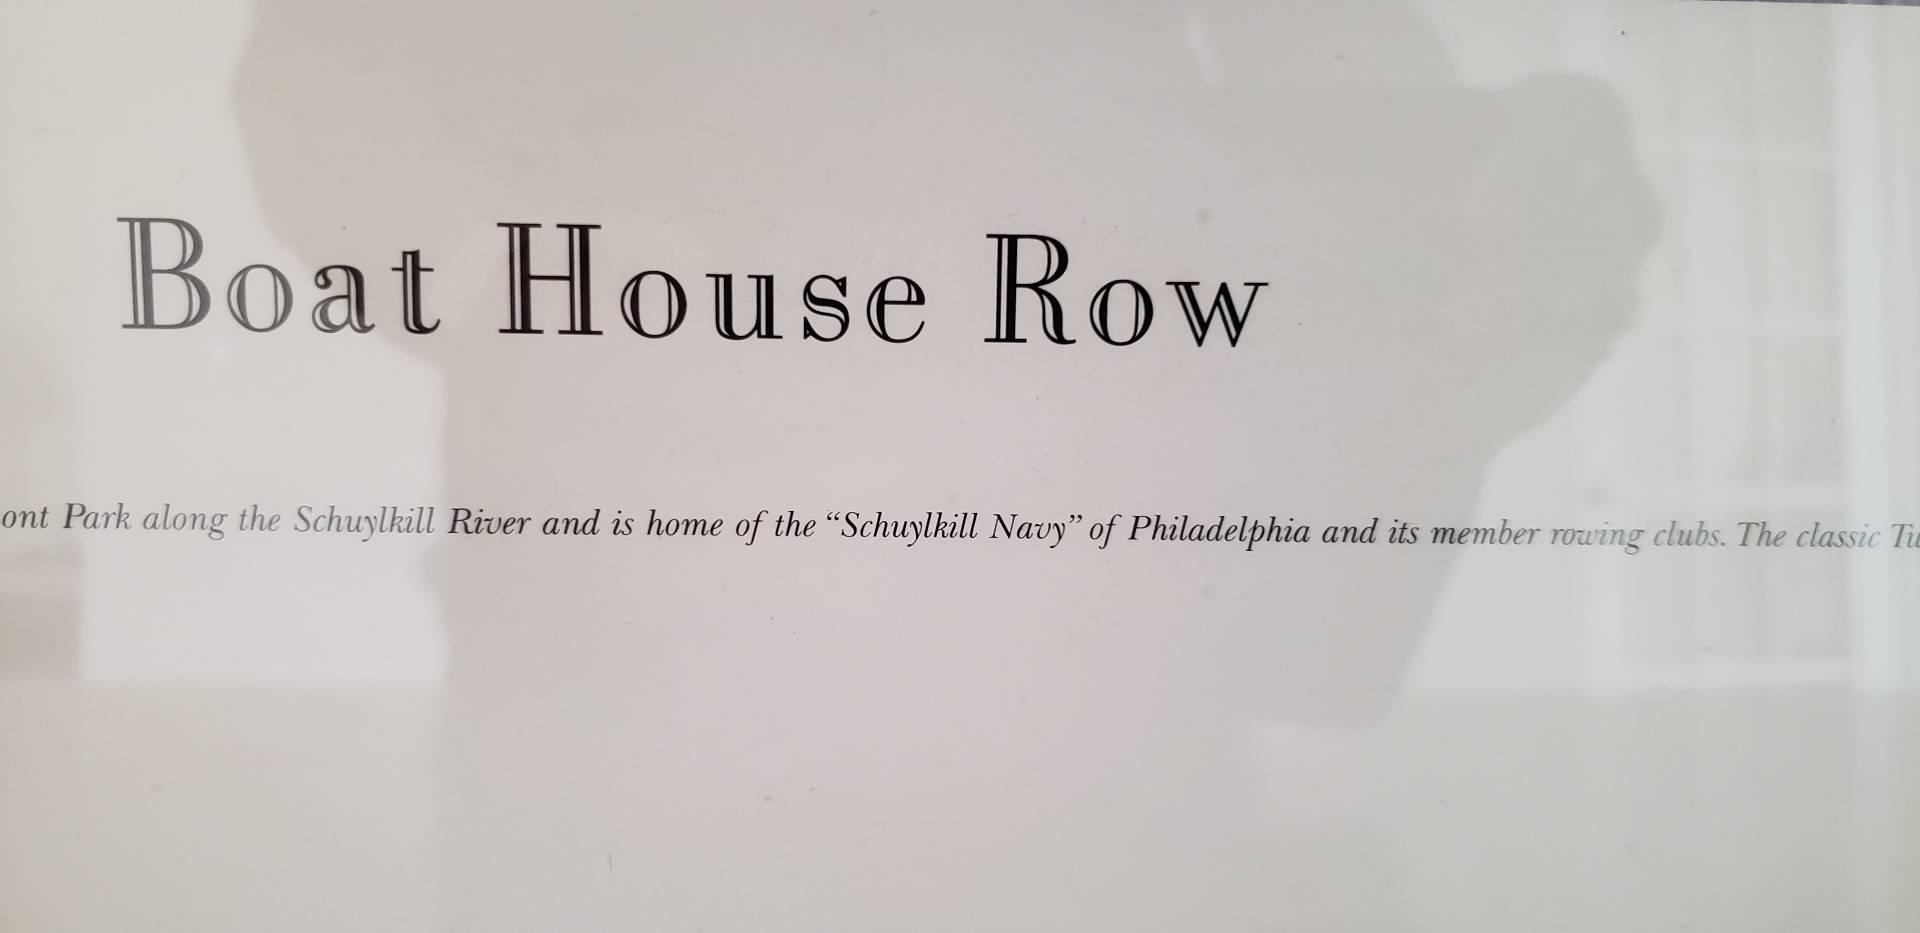 Boat House Row
ont Park along the Schuylkill River and is home of the “Schuylkill Navy” of Philadelphia and its member rowing clubs. The classic Tu